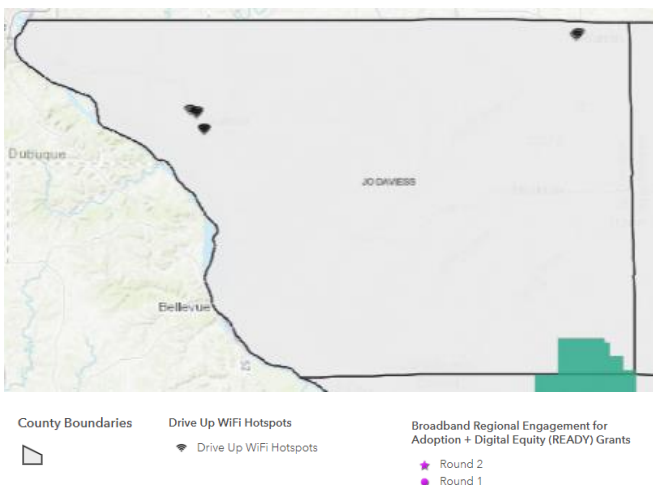 Dubuque
JO DAVIESS
Bellevue
52
County Boundaries
Drive Up WiFi Hotspots
Drive Up WiFi Hotspots
Broadband Regional Engagement for
Adoption + Digital Equity (READY) Grants
Round 2
Round 1